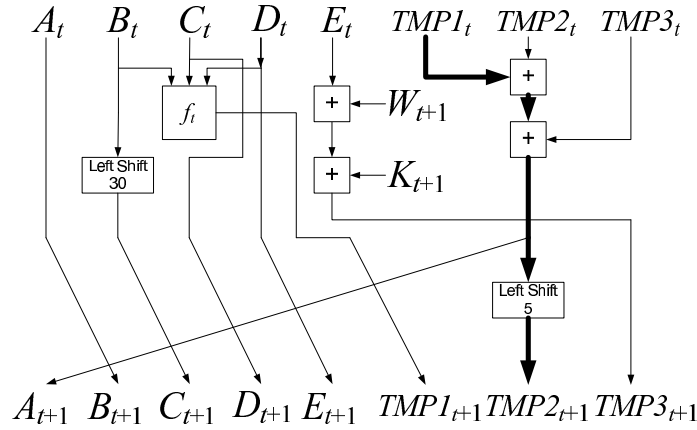 A_t B_t C_t D_t E_t TMP1_t TMP2_t TMP3_t
+
f_t + W_{t+1}
+
Left Shift
30
+ K_{t+1}
Left Shift
5
A_{t+1} B_{t+1} C_{t+1} D_{t+1} E_{t+1} TMP1_{t+1} TMP2_{t+1} TMP3_{t+1}